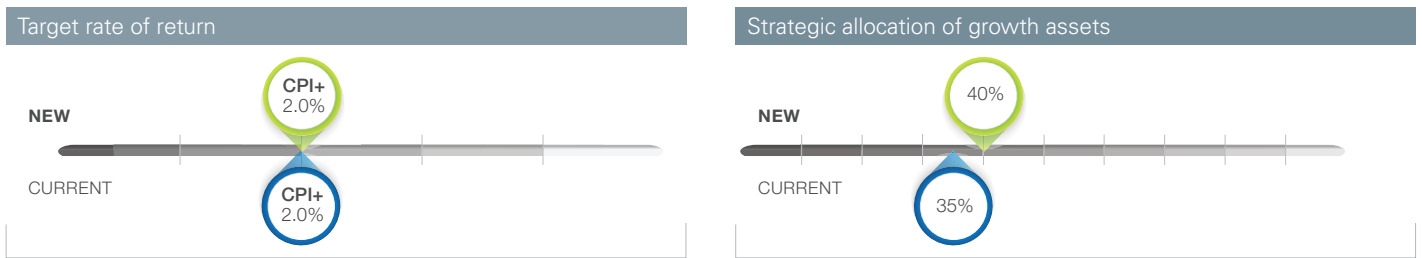 Target rate of return
CPI+
2.0%
NEW
CURRENT
CPI+
2.0%
Strategic allocation of growth assets
40%
NEW
CURRENT
35%